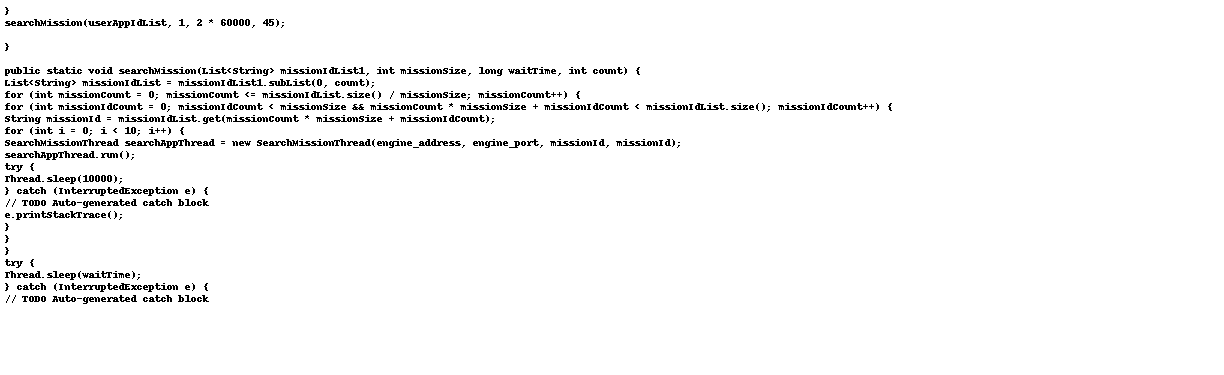 }
searchMission(userAppIdList, 1, 2 * 60000, 45);
}
public static void searchMission(List<String> missionIdList1, int missionSize, long waitTime, int count) {
List<String> missionIdList = missionIdList1.subList(0, count);
for (int missionCount = 0; missionCount <= missionIdList.size() / missionSize; missionCount++) {
for (int missionIdCount = 0; missionIdCount < missionSize && missionCount * missionSize + missionIdCount < missionIdList.size(); missionIdCount++) {
String missionId = missionIdList.get(missionCount * missionSize + missionIdCount);
for (int i = 0; i < 10; i++) {
SearchMissionThread searchAppThread = new SearchMissionThread(engine_address, engine_port, missionId, missionId);
searchAppThread.run();
try {
Thread.sleep(10000);
} catch (InterruptedException e) {
// TODO Auto-generated catch block
e.printStackTrace();
}
}
}
try {
Thread.sleep(waitTime);
} catch (InterruptedException e) {
// TODO Auto-generated catch block